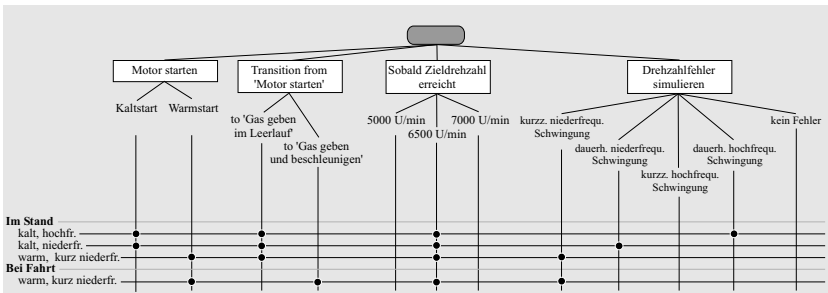 Motor starten
Transition from
'Motor starten'
Sobald Zieldrehzahl
erreicht
Drehzahlfehler
simulieren
Kaltstart
Warmstart
to 'Gas geben
im Leerlauf'
to 'Gas geben
und beschleunigen'
5000 U/min
6500 U/min
7000 U/min
kurzz. niederfrequ.
Schwingung
dauerh. niederfrequ.
Schwingung
kurzz. hochfrequ.
Schwingung
dauerh. hochfrequ.
Schwingung
kein Fehler
Im Stand
kalt, hochfr.
kalt, niederfr.
warm, kurz niederfr.
Bei Fahrt
warm, kurz niederfr.